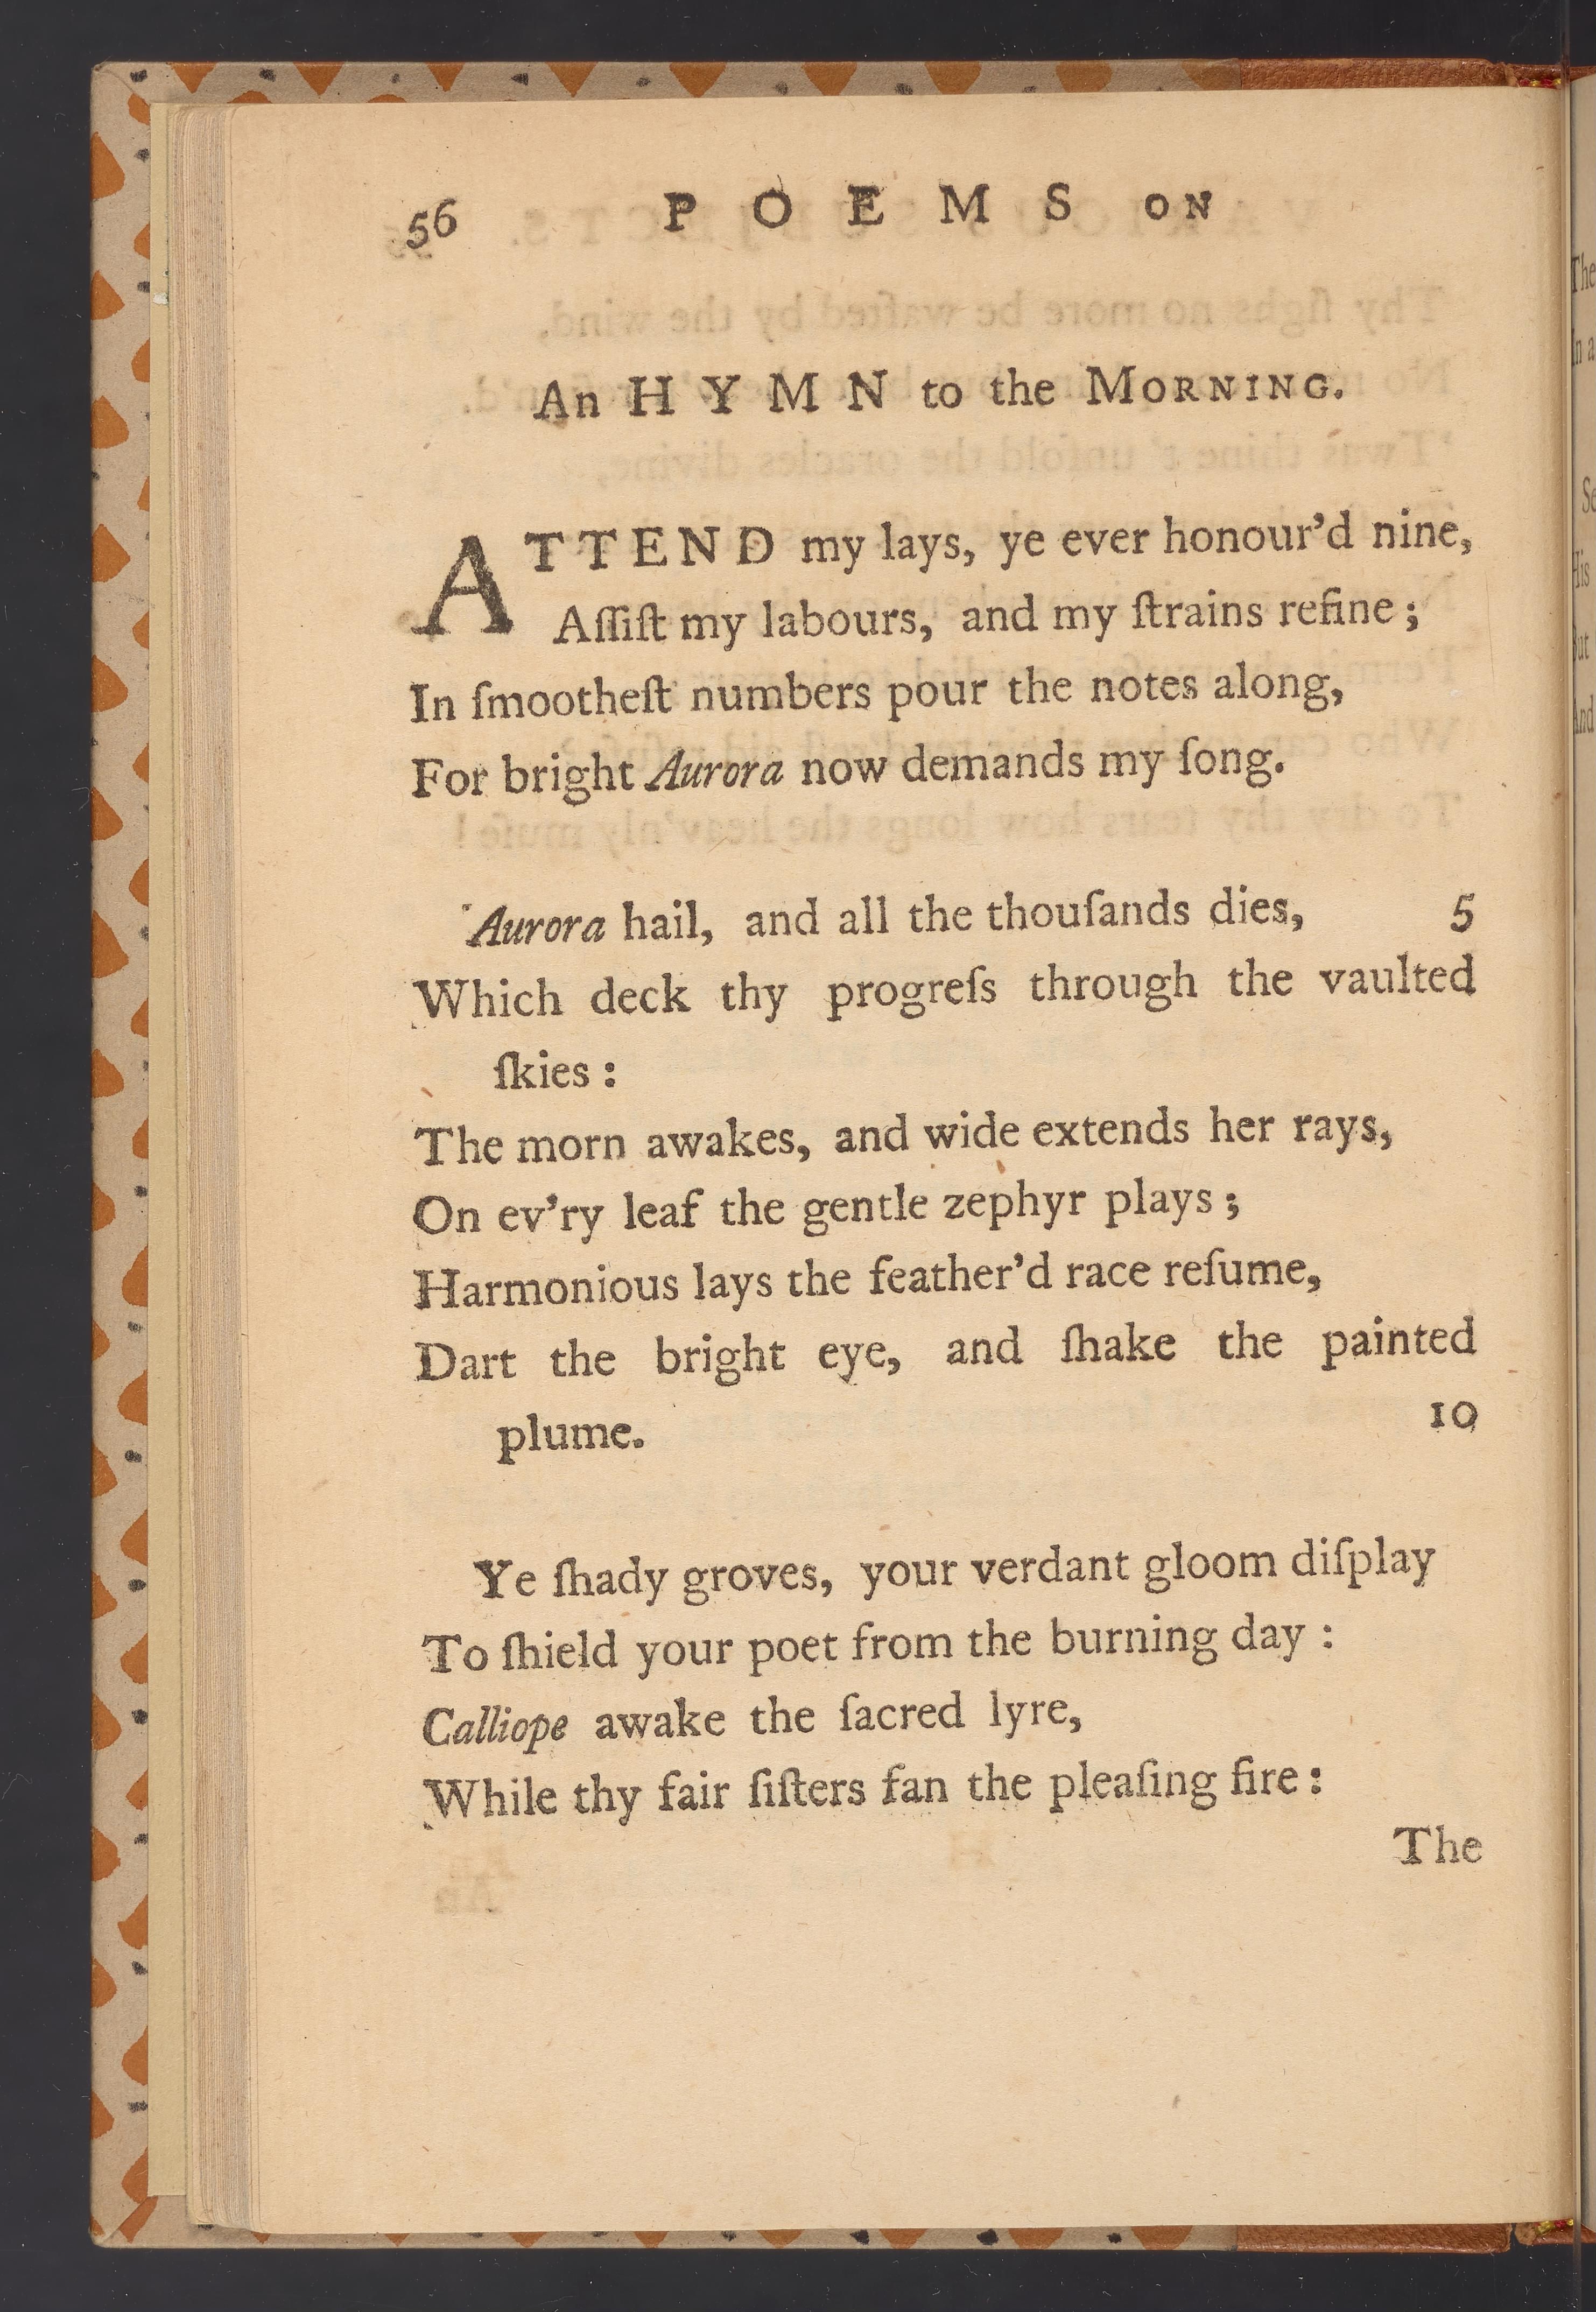 56 POEMS ON
An HYMN to the MORNING.
ATTEND my lays, ye ever honour'd nine,
Aſſiſt my labours, and my ſtrains refine;
In ſmootheſt numbers pour the notes along,
For bright Aurora now demands my ſong.
Aurora hail, and all the thouſands dies, 5
Which deck thy progreſs through the vaulted
ſkies:
The morn awakes, and wide extends her rays,
On ev'ry leaf the gentle zephyr plays;
Harmonious lays the feather'd race reſume,
Dart the bright eye, and ſhake the painted
plume. 10
Ye ſhady groves, your verdant gloom diſplay
To ſhield your poet from the burning day:
Calliope awake the ſacred lyre,
While thy fair ſiſters fan the pleaſing fire:
The